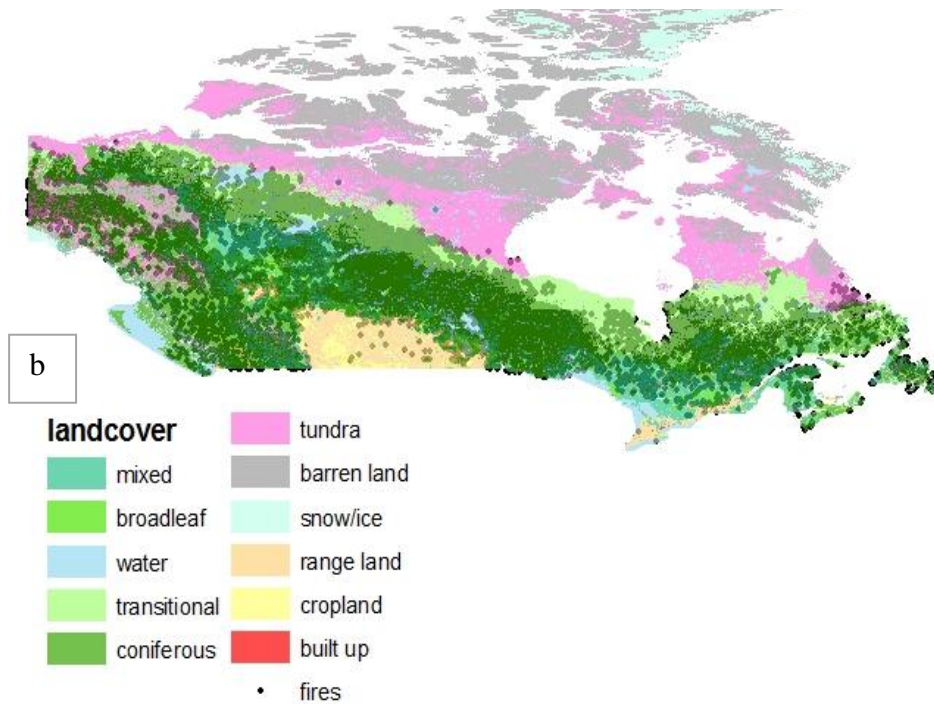 b
landcover
mixed
broadleaf
water
transitional
coniferous
tundra
barren land
snow/ice
range land
cropland
built up
fires